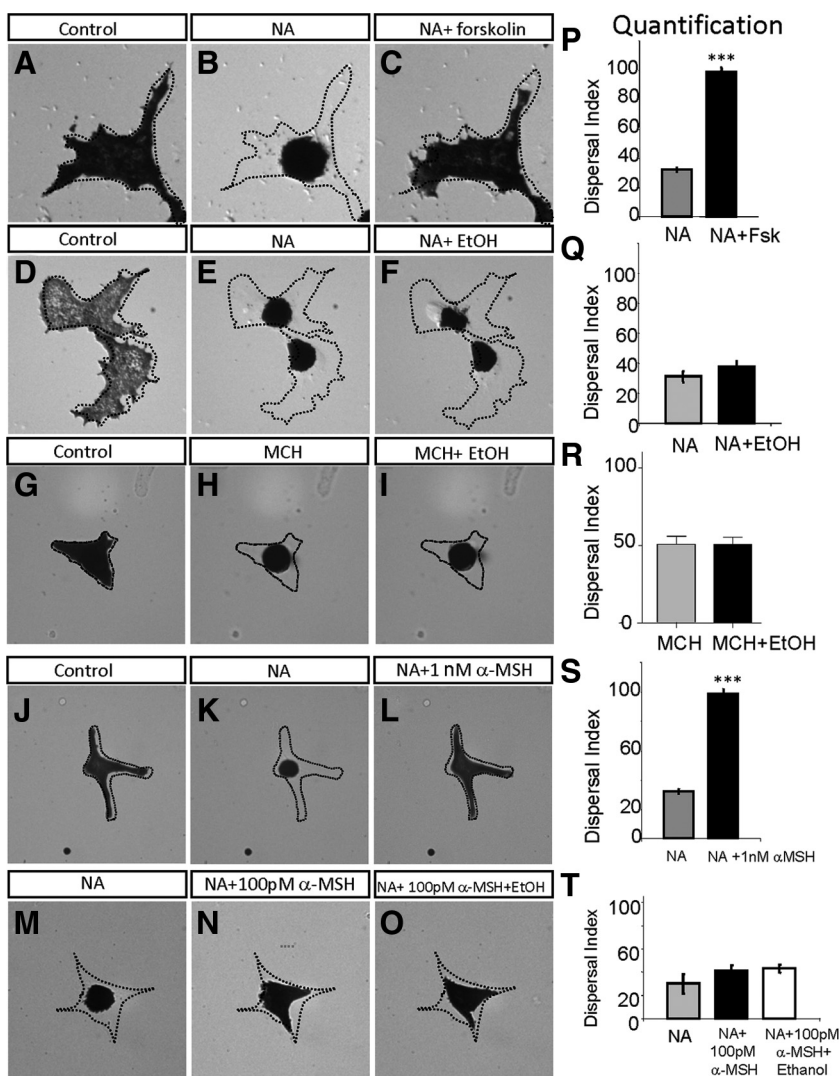 Control NA NA+ forskolin
A B C
Control NA NA+ EtOH
D E F
Control MCH MCH+ EtOH
G H I
Control NA NA+1 nM α-MSH
J K L
NA NA+100pM α-MSH NA+ 100pM α-MSH+EtOH
M N O
Quantification
P
Dispersal Index
100
80
60
40
20
0
***
NA NA+Fsk
Q
Dispersal Index
100
80
60
40
20
0
NA NA+EtOH
R
Dispersal Index
100
50
0
MCH MCH+EtOH
S
Dispersal Index
100
60
20
0
***
NA NA +1nM αMSH
T
Dispersal Index
100
60
20
0
NA
NA+
100pM
α-MSH
NA+100pM
α-MSH+
Ethanol